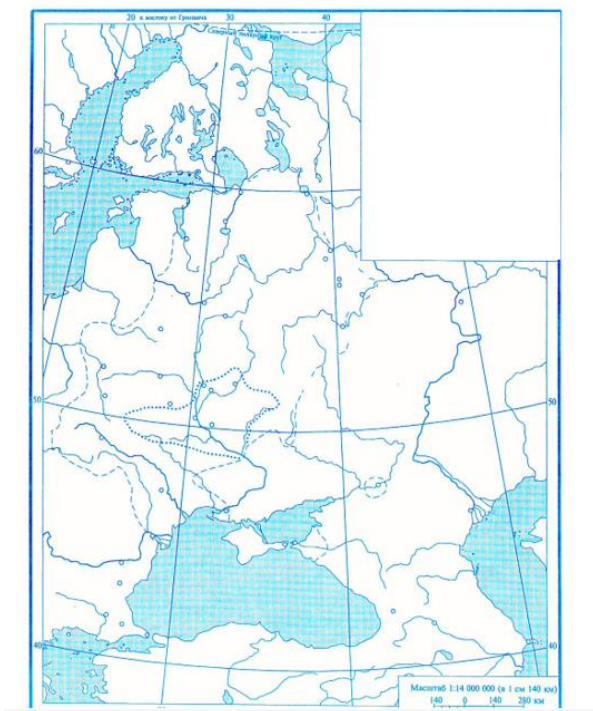 20 к востоку от Гринвича 30 40
Северный полярный круг
60
50 50
40 40
Масштаб 1:14 000 000 (в 1 см 140 км)
140 0 140 280 км